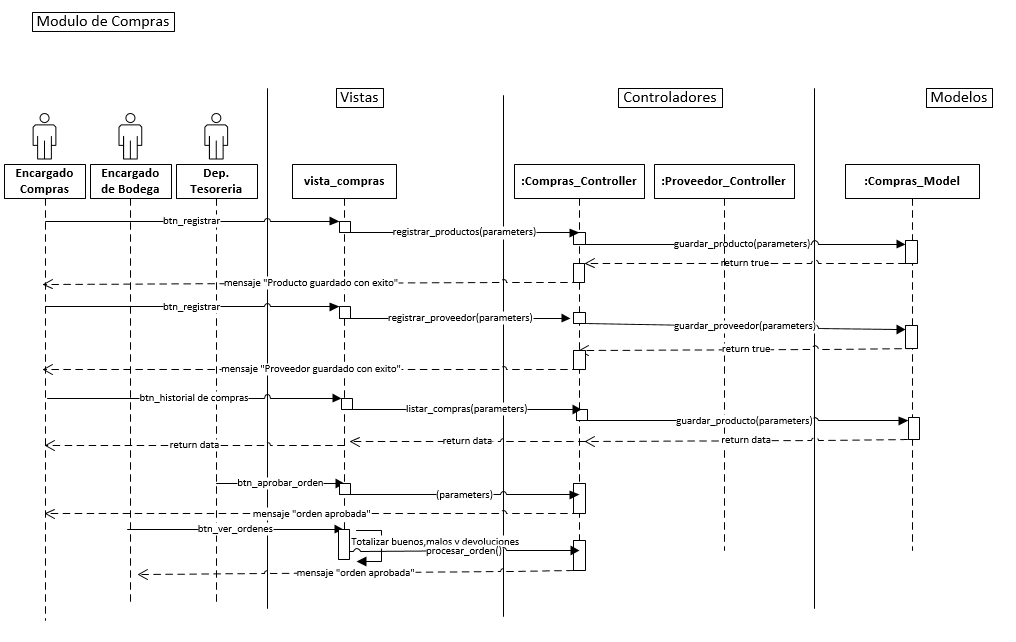 Modulo de Compras
Vistas
Controladores
Modelos
Encargado
Compras
Encargado
de Bodega
Dep.
Tesoreria
vista_compras
:Compras_Controller
:Proveedor_Controller
:Compras_Model
btn_registrar
registrar_productos(parameters)
guardar_producto(parameters)
return true
mensaje "Producto guardado con exito"
btn_registrar
registrar_proveedor(parameters)
guardar_proveedor(parameters)
return true
mensaje "Proveedor guardado con exito"
btn_historial de compras
listar_compras(parameters)
guardar_producto(parameters)
return data
return data
return data
btn_aprobar_orden
(parameters)
mensaje "orden aprobada"
btn_ver_ordenes
Totalizar buenos,malos y devoluciones
procesar_orden()
mensaje "orden aprobada"